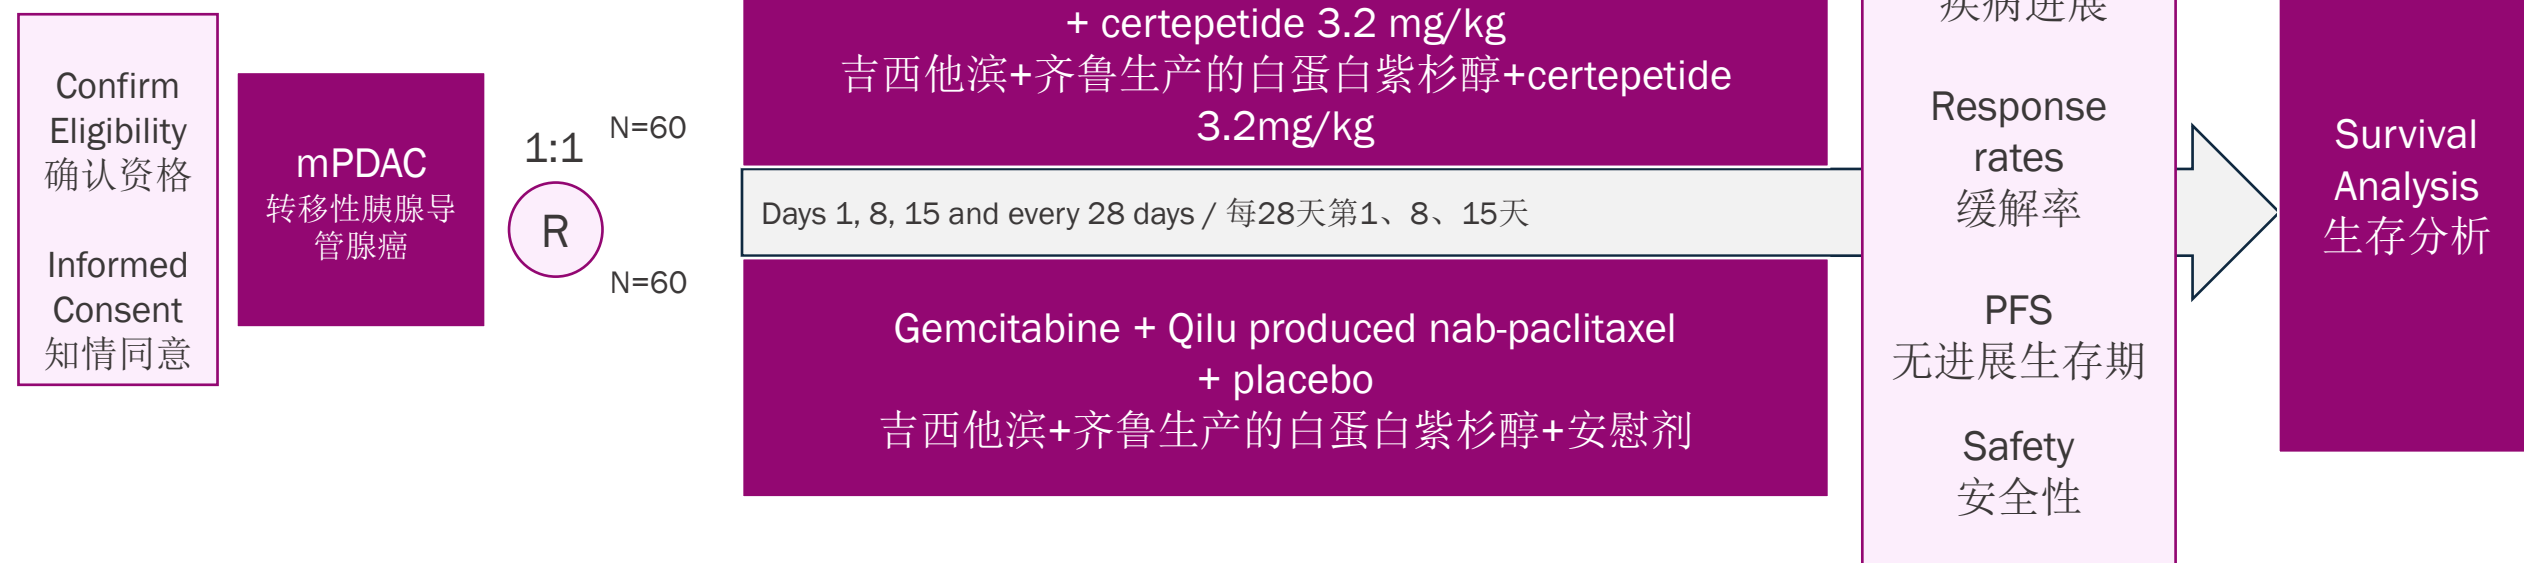 Confirm
Eligibility
确认资格
Informed
Consent
知情同意
mPDAC
转移性胰腺导
管腺癌
1:1
R
N=60
N=60
+ certepetide 3.2 mg/kg
吉西他滨+齐鲁生产的白蛋白紫杉醇+certepetide
3.2mg/kg
Days 1, 8, 15 and every 28 days / 每28天第1、8、15天
Gemcitabine + Qilu produced nab-paclitaxel
+ placebo
吉西他滨+齐鲁生产的白蛋白紫杉醇+安慰剂
疾病进展
Response
rates
缓解率
PFS
无进展生存期
Safety
安全性
Survival
Analysis
生存分析